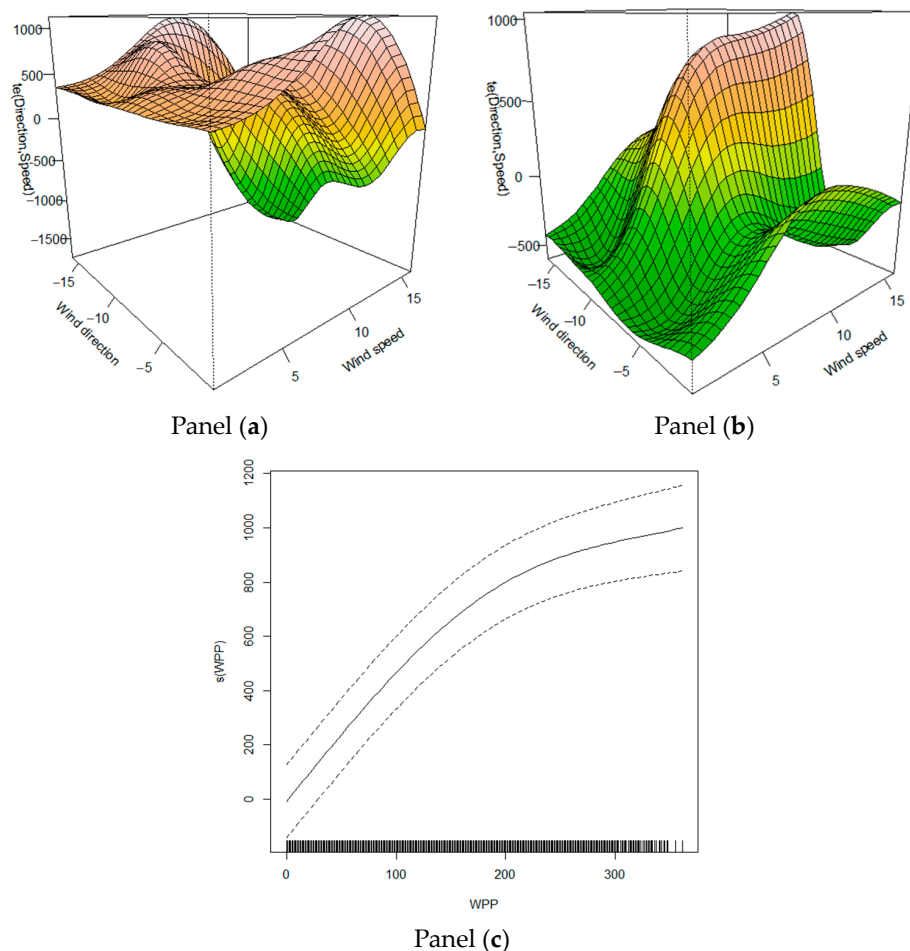 1000
500
0
−500
−1000
−1500
te(Direction,Speed)
−15
−10
−5
Wind direction
5
10
15
Wind speed
Panel (a)
1000
500
0
−500
te(Direction,Speed)
−15
−10
−5
Wind direction
5
10
15
Wind speed
Panel (b)
1200
1000
800
600
400
200
0
s(WPP)
0 100 200 300
WPP
Panel (c)